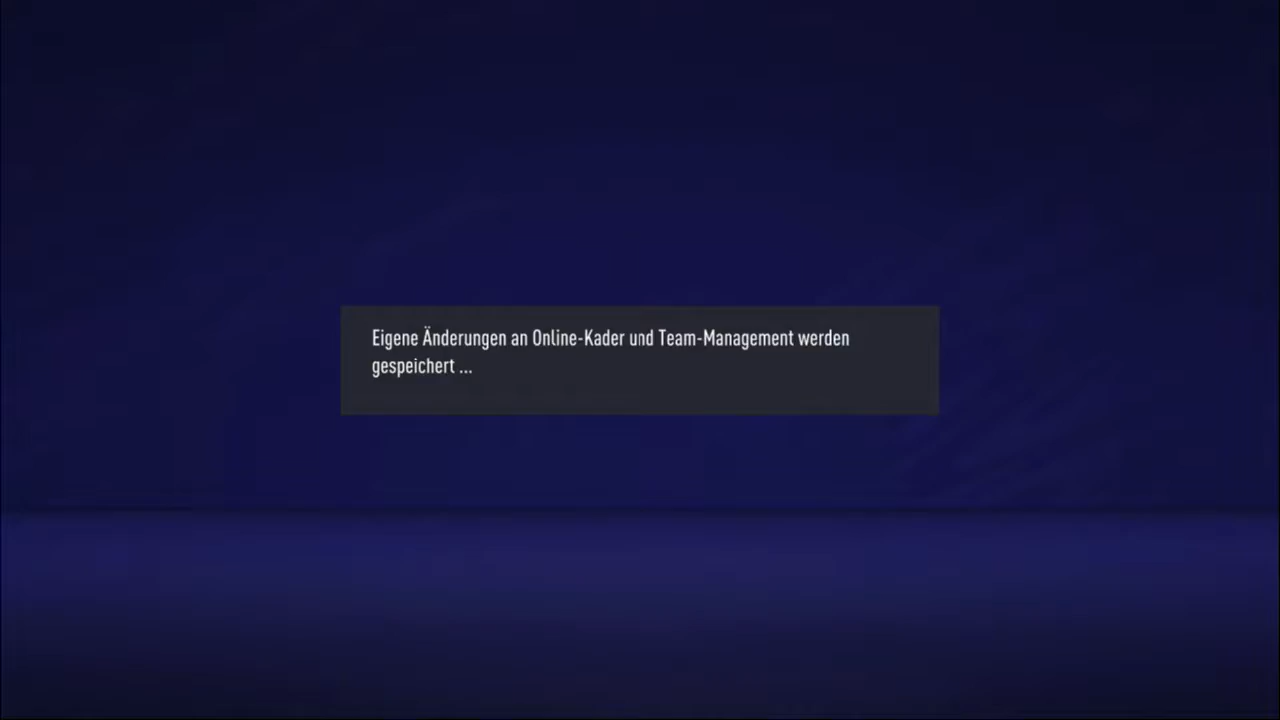 Eigene Änderungen an Online-Kader und Team-Management werden
gespeichert ...